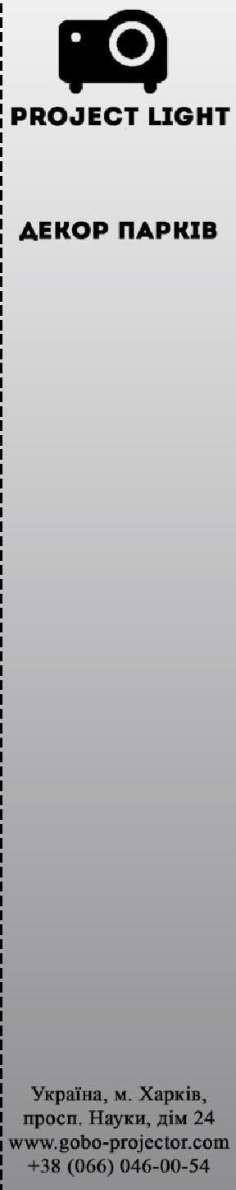 PROJECT LIGHT
ДЕКОР ПАРКІВ
Україна, м. Харків,
просп. Науки, дім 24
www.gobo-projector.com
+38 (066) 046-00-54